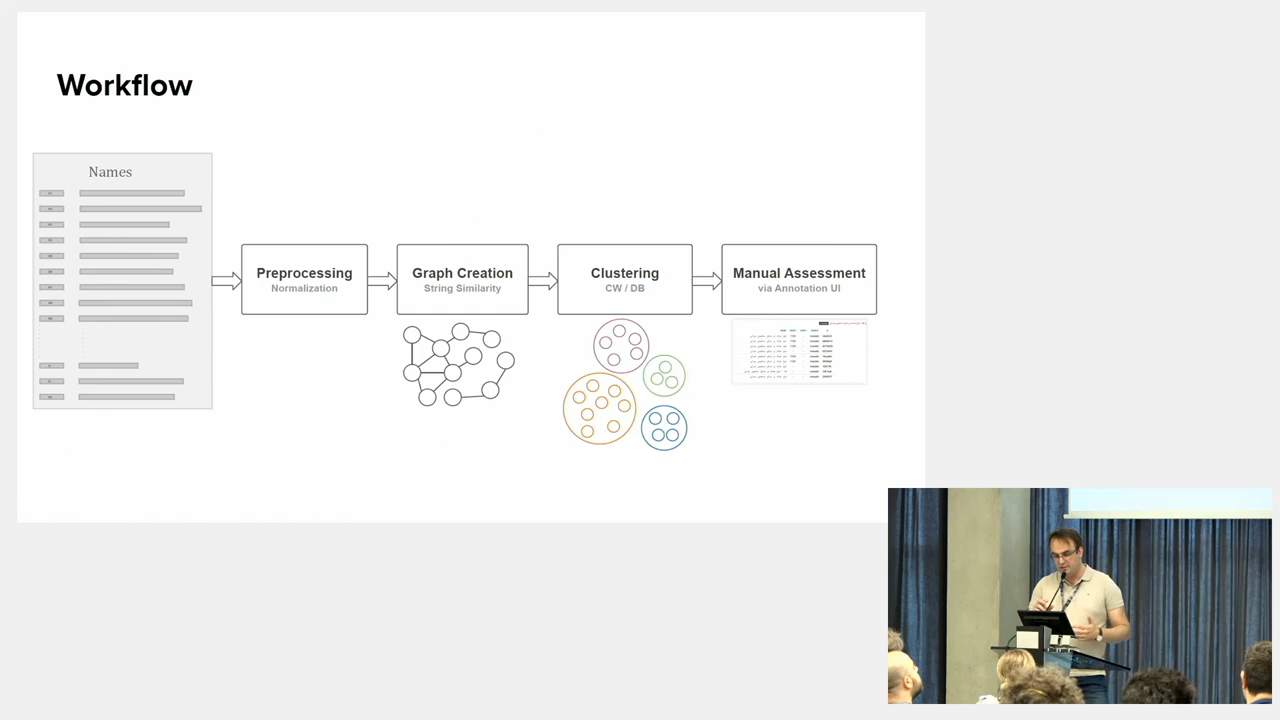 Workflow
Names
Preprocessing
Normalization
Graph Creation
String Similarity
Clustering
CW / DB
Manual Assessment
via Annotation UI